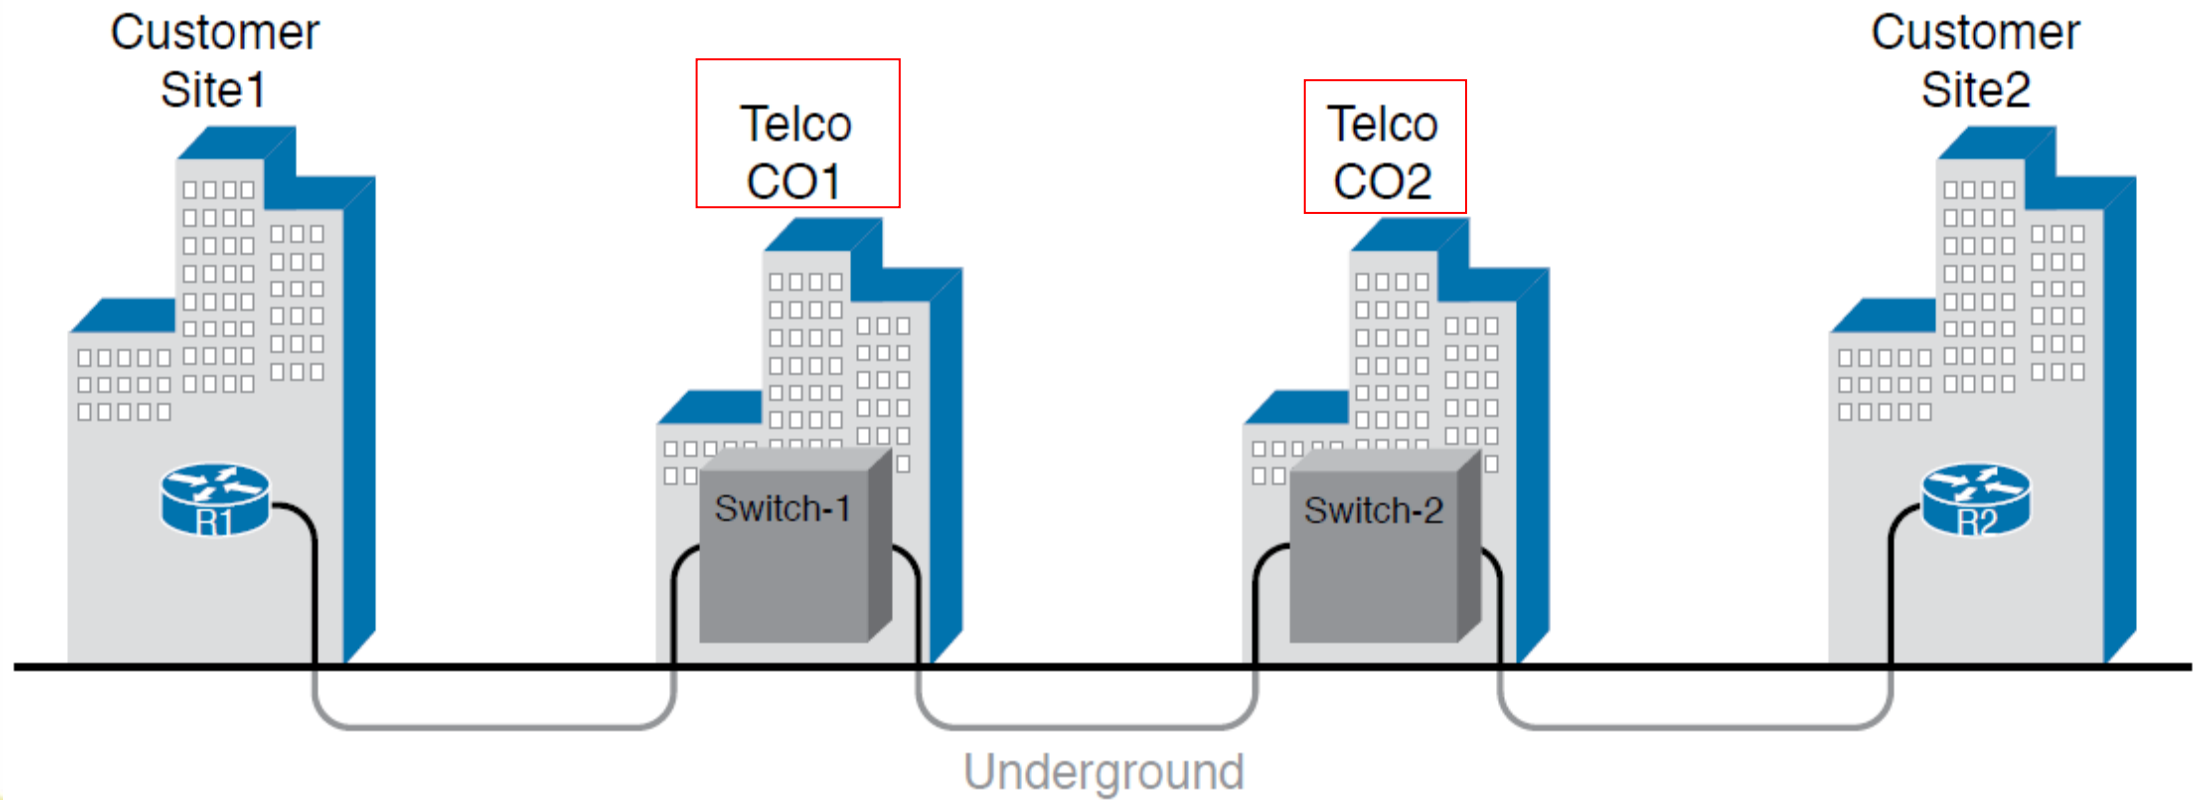 Customer
Site1
Telco
CO1
Telco
CO2
Customer
Site2
R1
Switch-1
Switch-2
R2
Underground